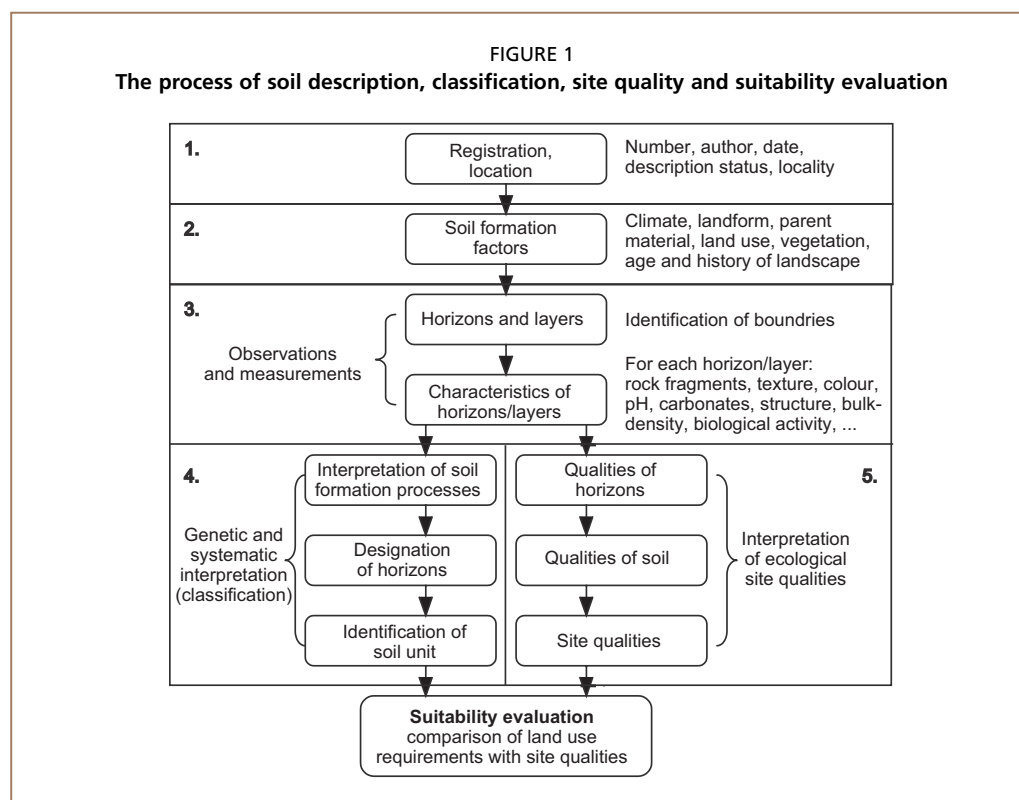 FIGURE 1
The process of soil description, classification, site quality and suitability evaluation
1.
Registration,
location
Number, author, date,
description status, locality
2.
Soil formation
factors
Climate, landform, parent
material, land use, vegetation,
age and history of landscape
3.
Observations
and measurements
Horizons and layers
Identification of boundries
Characteristics of
horizons/layers
For each horizon/layer:
rock fragments, texture, colour,
pH, carbonates, structure, bulk-
density, biological activity, ...
4.
Genetic and
systematic
interpretation
(classification)
Interpretation of soil
formation processes
Designation
of horizons
Identification of
soil unit
Qualities of
horizons
Qualities of soil
Site qualities
5.
Interpretation
of ecological
site qualities
Suitability evaluation
comparison of land use
requirements with site qualities